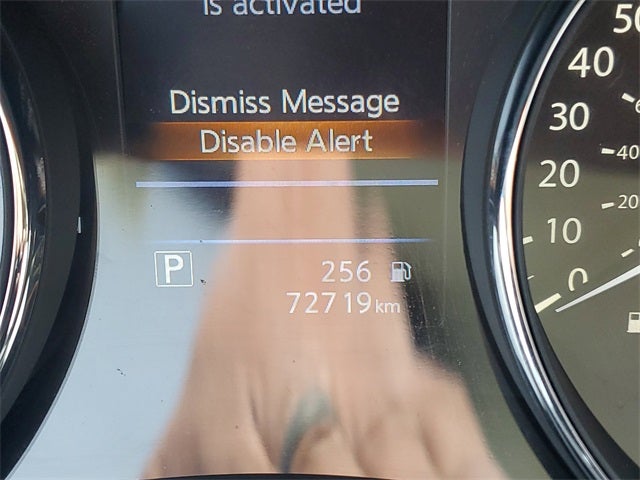 is activated
Dismiss Message
Disable Alert
P 256
72719km
50
40
30
20
10
0
40
20